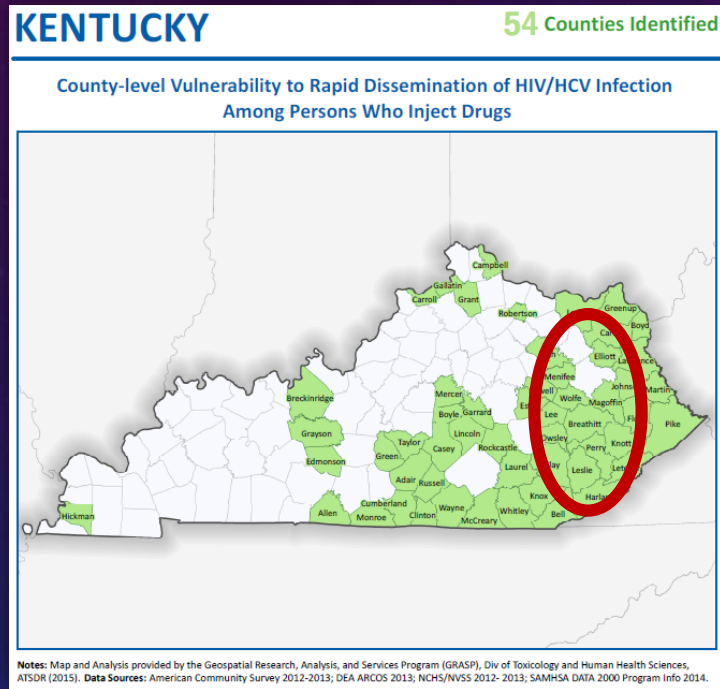 KENTUCKY
54 Counties Identified
County-level Vulnerability to Rapid Dissemination of HIV/HCV Infection
Among Persons Who Inject Drugs
Campbell
Gallatin
Carroll
Grant
Robertson
Greenup
Boyd
Elliott
Menifee
Martin
Breckinridge
Mercer
Wolfe
Magoffin
Boyle
Garrard
Lee
Breathitt
Pike
Grayson
Lincoln
Taylor
Casey
Owsley
Knott
Green
Rockcastle
Perry
Edmonson
Laurel
Leslie
Adair
Russell
Knox
Harlan
Cumberland
Wayne
Whitley
Bell
Hickman
Allen
Monroe
Clinton
McCreary
Notes: Map and Analysis provided by the Geospatial Research, Analysis, and Services Program (GRASP), Div of Toxicology and Human Health Sciences,
ATSDR (2015). Data Sources: American Community Survey 2012-2013; DEA ARCOS 2013; NCHS/NVSS 2012- 2013; SAMHSA DATA 2000 Program Info 2014.